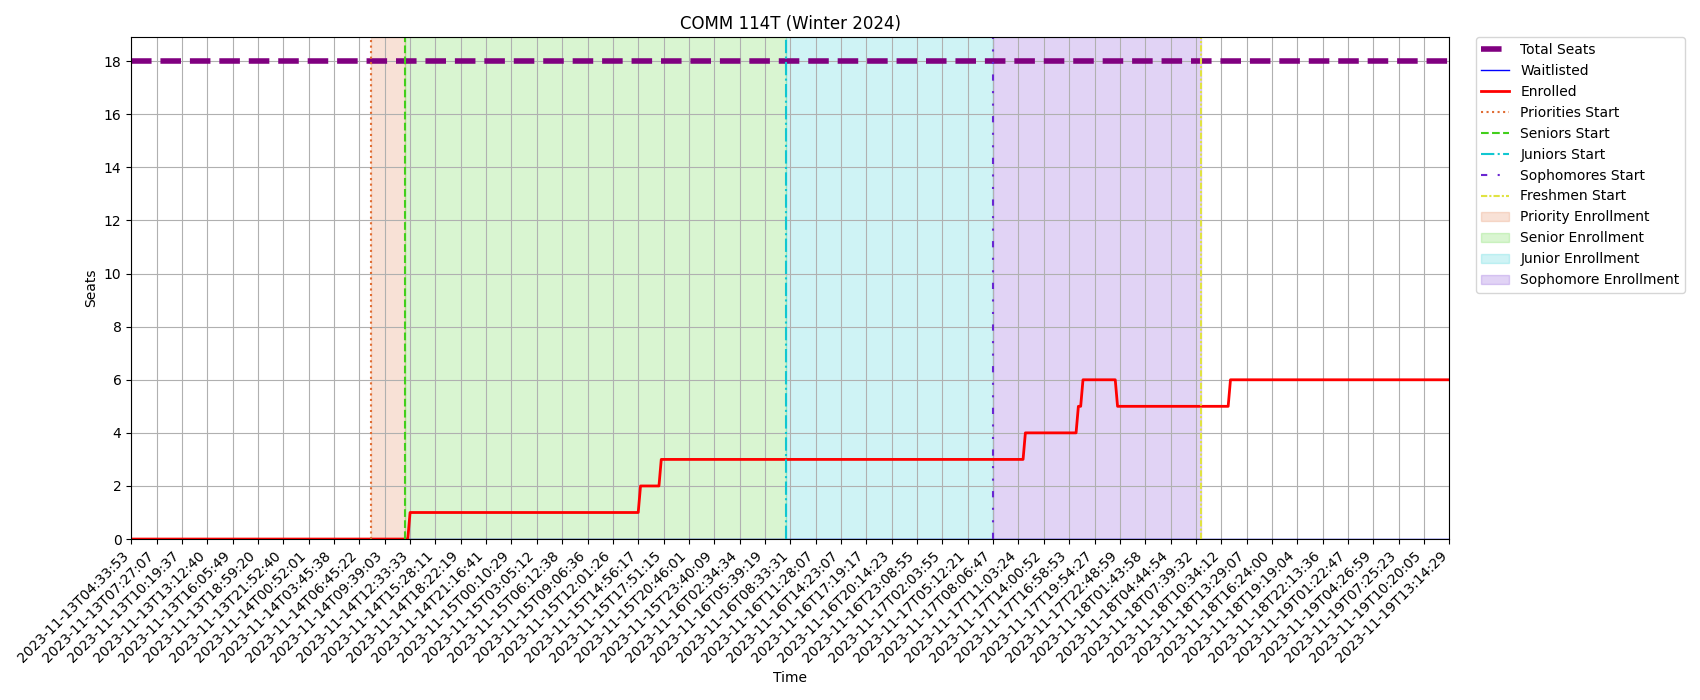 COMM 114T (Winter 2024)
Seats
18
16
14
12
10
8
6
4
2
0
2023-11-13T04:33:53
2023-11-13T07:27:07
2023-11-13T10:19:37
2023-11-13T13:12:40
2023-11-13T16:05:49
2023-11-13T18:59:20
2023-11-13T21:52:40
2023-11-14T00:52:01
2023-11-14T03:45:38
2023-11-14T06:45:22
2023-11-14T09:39:03
2023-11-14T12:33:33
2023-11-14T15:28:11
2023-11-14T18:22:19
2023-11-14T21:16:41
2023-11-15T00:10:29
2023-11-15T03:05:12
2023-11-15T06:12:38
2023-11-15T09:06:36
2023-11-15T12:01:26
2023-11-15T14:56:17
2023-11-15T17:51:15
2023-11-15T20:46:01
2023-11-15T23:40:09
2023-11-16T02:34:34
2023-11-16T05:39:19
2023-11-16T08:33:31
2023-11-16T11:28:07
2023-11-16T14:23:07
2023-11-16T17:19:17
2023-11-16T20:14:23
2023-11-16T23:08:55
2023-11-17T02:03:55
2023-11-17T05:12:21
2023-11-17T08:06:47
2023-11-17T11:03:24
2023-11-17T14:00:52
2023-11-17T16:58:53
2023-11-17T19:54:27
2023-11-17T22:48:59
2023-11-18T01:43:58
2023-11-18T04:44:54
2023-11-18T07:39:32
2023-11-18T10:34:12
2023-11-18T13:29:07
2023-11-18T16:24:00
2023-11-18T19:19:04
2023-11-18T22:13:36
2023-11-19T01:22:47
2023-11-19T04:26:59
2023-11-19T07:25:23
2023-11-19T10:20:05
2023-11-19T13:14:29
Time
Total Seats
Waitlisted
Enrolled
Priorities Start
Seniors Start
Juniors Start
Sophomores Start
Freshmen Start
Priority Enrollment
Senior Enrollment
Junior Enrollment
Sophomore Enrollment